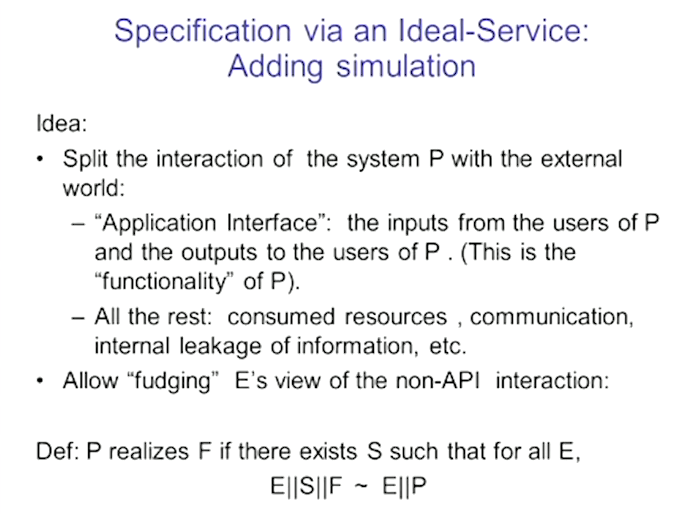 Specification via an Ideal-Service:
Adding simulation
Idea:
• Split the interaction of the system P with the external
world:
– “Application Interface”: the inputs from the users of P
and the outputs to the users of P . (This is the
“functionality” of P).
– All the rest: consumed resources , communication,
internal leakage of information, etc.
• Allow “fudging” E’s view of the non-API interaction:
Def: P realizes F if there exists S such that for all E,
E||S||F ~ E||P